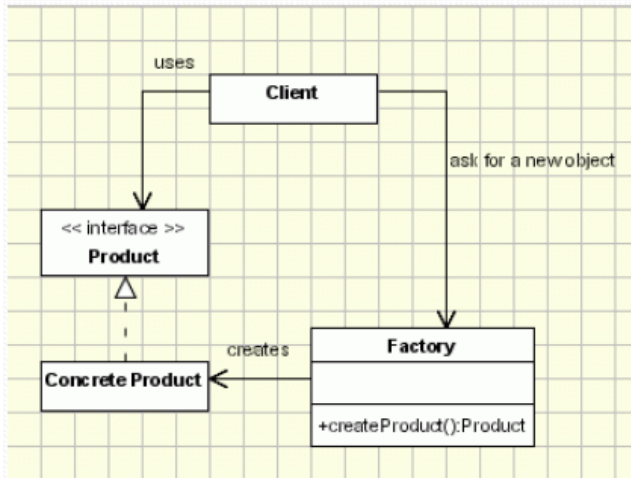 uses
Client
ask for a new object
<< interface >>
Product
creates
Factory
Concrete Product
+createProduct():Product